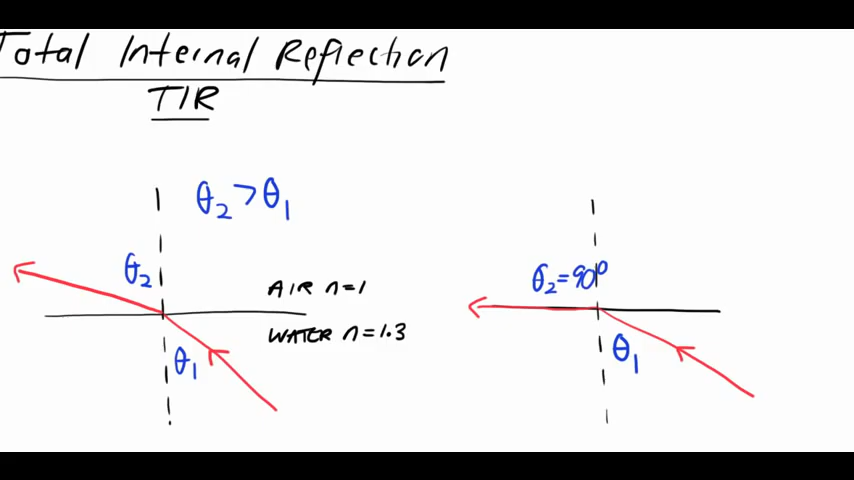 Total Internal Reflection
TIR
θ₂ > θ₁
θ₂
AIR n=1
WATER n=1.3
θ₁
θ₂=90°
θ₁